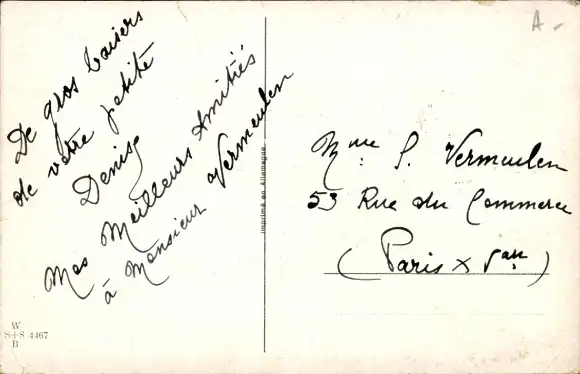 De gros baisers
de votre petite
Denise
Mes Meilleurs Amitiés
à Monsieur Vermeulen
Mme S. Vermeulen
53 Rue du Commerce
(Paris X
imprimé en Allemagne
W
S+S 4467
B
A -